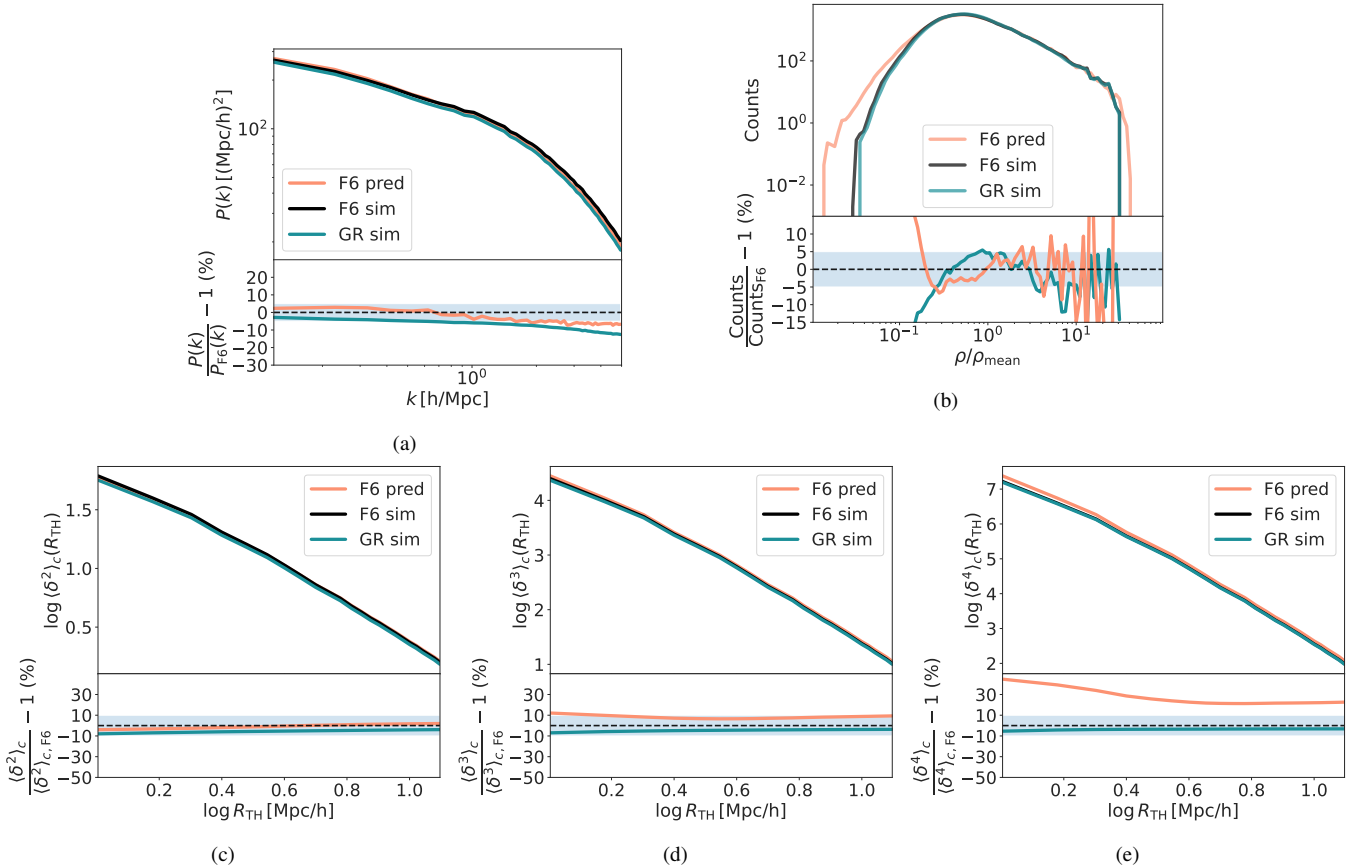 P(k) [(Mpc/h)²]
10²
F6 pred
F6 sim
GR sim
P(k)/P_F6(k) − 1 (%)
20
10
0
−10
−20
−30
10⁰
k [h/Mpc]
(a)
Counts
10²
10⁰
10⁻²
F6 pred
F6 sim
GR sim
Counts/Counts_F6 − 1 (%)
10
5
0
−5
−10
−15
10⁻¹ 10⁰ 10¹
ρ/ρ_mean
(b)
log ⟨δ²⟩_c(R_TH)
1.5
1.0
0.5
F6 pred
F6 sim
GR sim
⟨δ²⟩_c/⟨δ²⟩_c, F6 − 1 (%)
30
10
−10
−30
−50
0.2 0.4 0.6 0.8 1.0
log R_TH [Mpc/h]
(c)
log ⟨δ³⟩_c(R_TH)
4
3
2
1
F6 pred
F6 sim
GR sim
⟨δ³⟩_c/⟨δ³⟩_c, F6 − 1 (%)
30
10
−10
−30
−50
0.2 0.4 0.6 0.8 1.0
log R_TH [Mpc/h]
(d)
log ⟨δ⁴⟩_c(R_TH)
7
6
5
4
3
2
F6 pred
F6 sim
GR sim
⟨δ⁴⟩_c/⟨δ⁴⟩_c, F6 − 1 (%)
30
10
−10
−30
−50
0.2 0.4 0.6 0.8 1.0
log R_TH [Mpc/h]
(e)